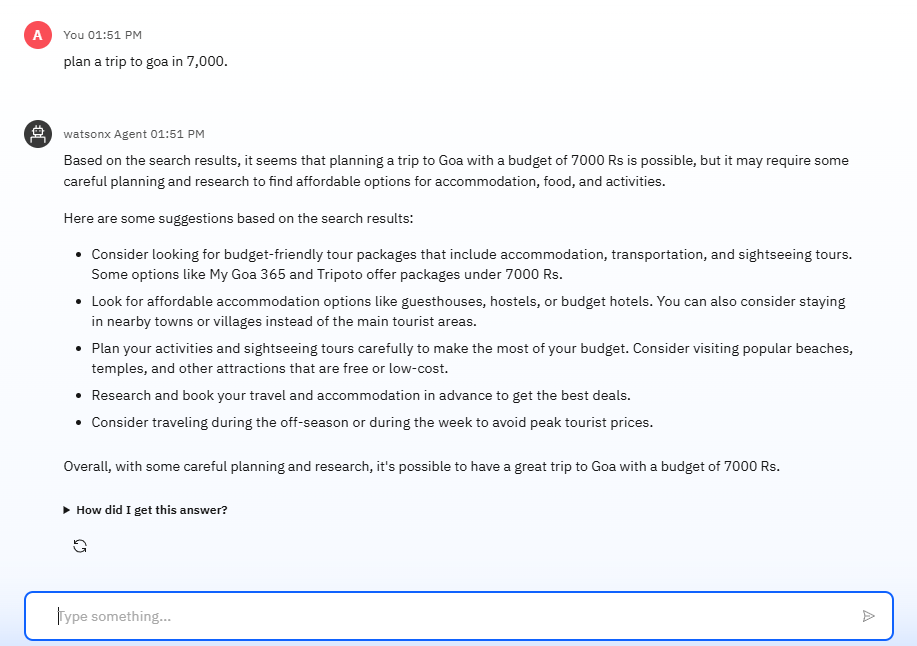 A
You 01:51 PM
plan a trip to goa in 7,000.
watsonx Agent 01:51 PM
Based on the search results, it seems that planning a trip to Goa with a budget of 7000 Rs is possible, but it may require some
careful planning and research to find affordable options for accommodation, food, and activities.
Here are some suggestions based on the search results:
• Consider looking for budget-friendly tour packages that include accommodation, transportation, and sightseeing tours.
Some options like My Goa 365 and Tripoto offer packages under 7000 Rs.
• Look for affordable accommodation options like guesthouses, hostels, or budget hotels. You can also consider staying
in nearby towns or villages instead of the main tourist areas.
• Plan your activities and sightseeing tours carefully to make the most of your budget. Consider visiting popular beaches,
temples, and other attractions that are free or low-cost.
• Research and book your travel and accommodation in advance to get the best deals.
• Consider traveling during the off-season or during the week to avoid peak tourist prices.
Overall, with some careful planning and research, it's possible to have a great trip to Goa with a budget of 7000 Rs.
How did I get this answer?
Type something...